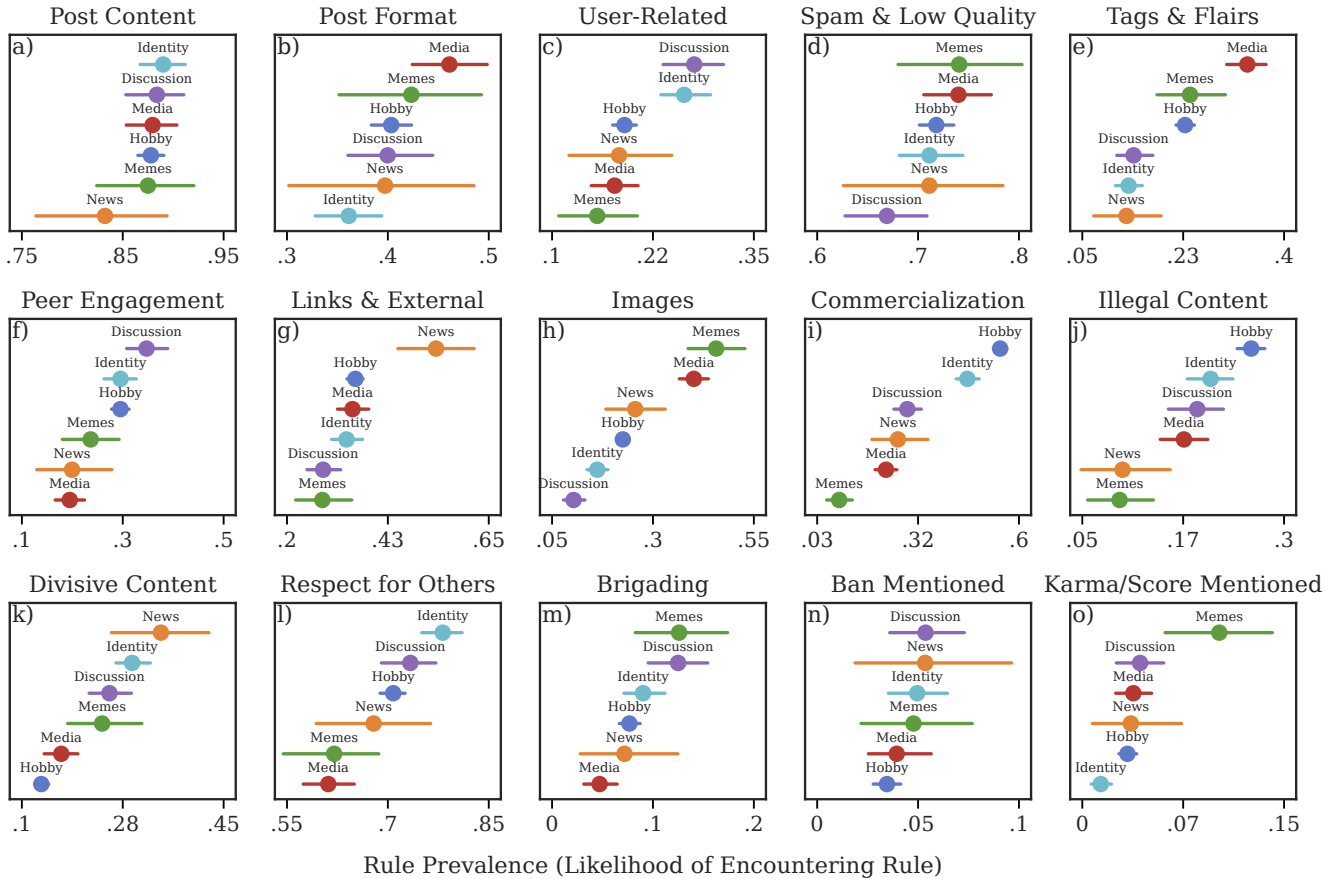 Post Content
a)
Identity
Discussion
Media
Hobby
Memes
News
.75 .85 .95
Post Format
b)
Media
Memes
Hobby
Discussion
News
Identity
.3 .4 .5
User-Related
c)
Discussion
Identity
Hobby
News
Media
Memes
.1 .22 .35
Spam & Low Quality
d)
Memes
Media
Hobby
Identity
News
Discussion
.6 .7 .8
Tags & Flairs
e)
Media
Memes
Hobby
Discussion
Identity
News
.05 .23 .4
Peer Engagement
f)
Discussion
Identity
Hobby
Memes
News
Media
.1 .3 .5
Links & External
g)
News
Hobby
Media
Identity
Discussion
Memes
.2 .43 .65
Images
h)
Memes
Media
News
Hobby
Identity
Discussion
.05 .3 .55
Commercialization
i)
Hobby
Identity
Discussion
News
Media
Memes
.03 .32 .6
Illegal Content
j)
Hobby
Identity
Discussion
Media
News
Memes
.05 .17 .3
Divisive Content
k)
News
Identity
Discussion
Memes
Media
Hobby
.1 .28 .45
Respect for Others
l)
Identity
Discussion
Hobby
News
Memes
Media
.55 .7 .85
Brigading
m)
Memes
Discussion
Identity
Hobby
News
Media
0 .1 .2
Ban Mentioned
n)
Discussion
News
Identity
Memes
Media
Hobby
0 .05 .1
Karma/Score Mentioned
o)
Memes
Discussion
Media
News
Hobby
Identity
0 .07 .15
Rule Prevalence (Likelihood of Encountering Rule)